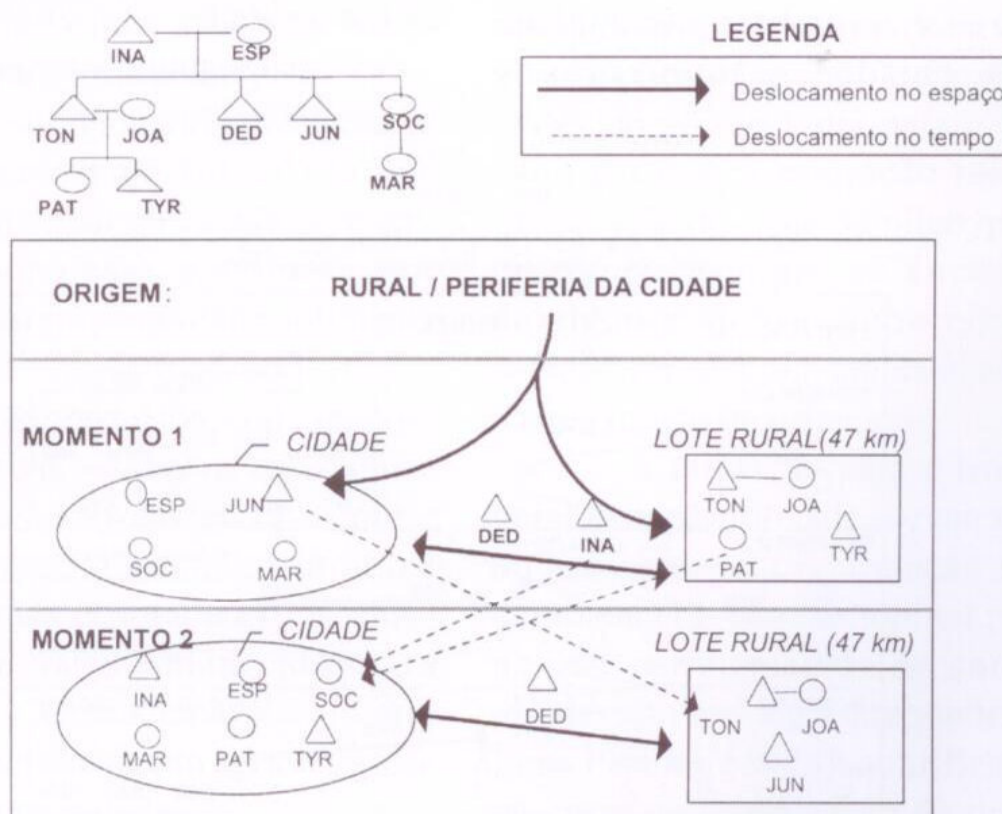 INA ESP
TON JOA DED JUN SOC
PAT TYR MAR
LEGENDA
Deslocamento no espaço
Deslocamento no tempo
ORIGEM: RURAL / PERIFERIA DA CIDADE
MOMENTO 1
CIDADE
ESP JUN
SOC MAR
DED INA
LOTE RURAL(47 km)
TON JOA
PAT TYR
MOMENTO 2
CIDADE
INA ESP SOC
MAR PAT TYR
DED
LOTE RURAL (47 km)
TON JOA
JUN